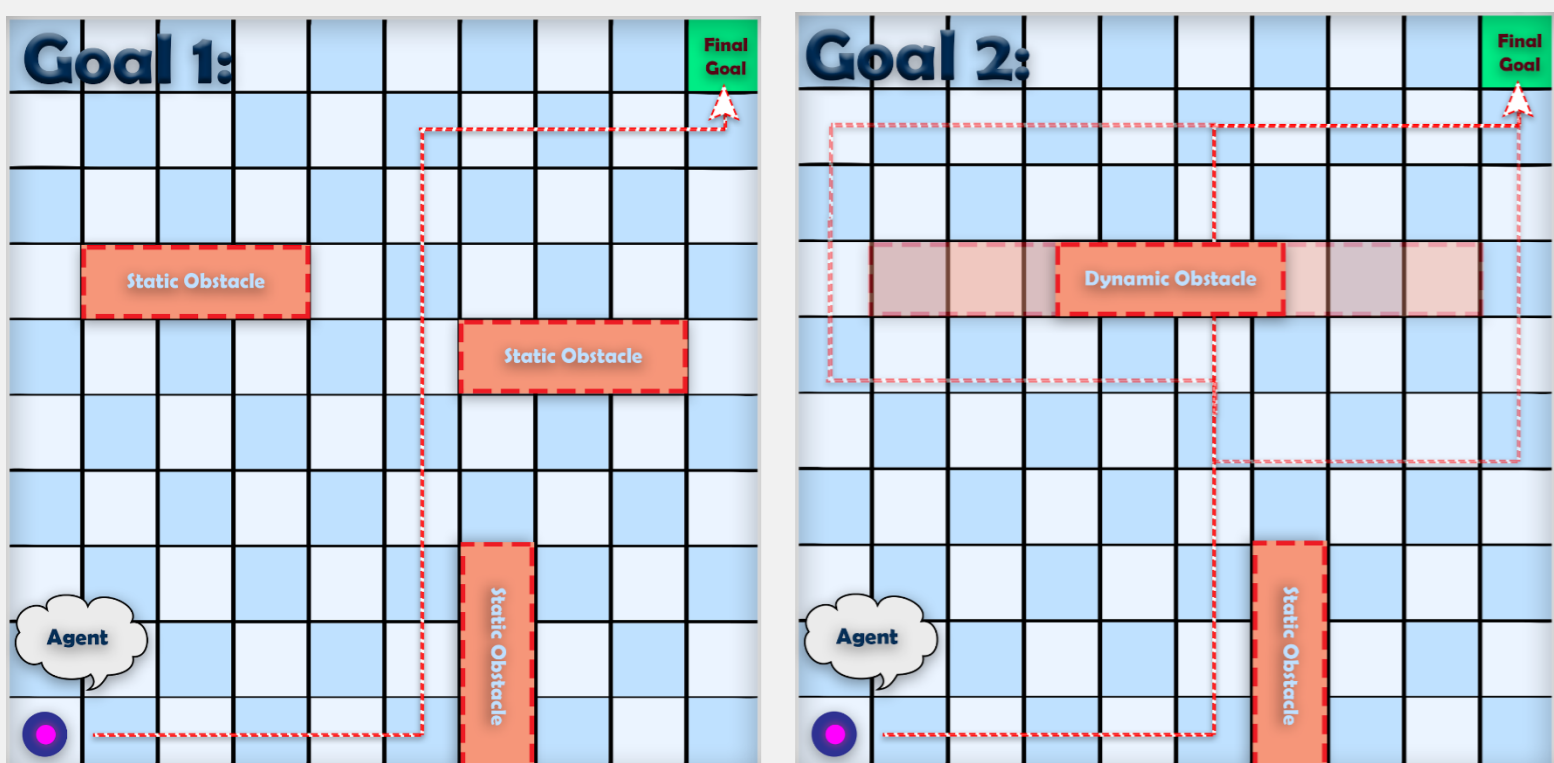 Goal 1:
Final
Goal
Static Obstacle
Static Obstacle
Static Obstacle
Agent
Goal 2:
Final
Goal
Dynamic Obstacle
Static Obstacle
Agent